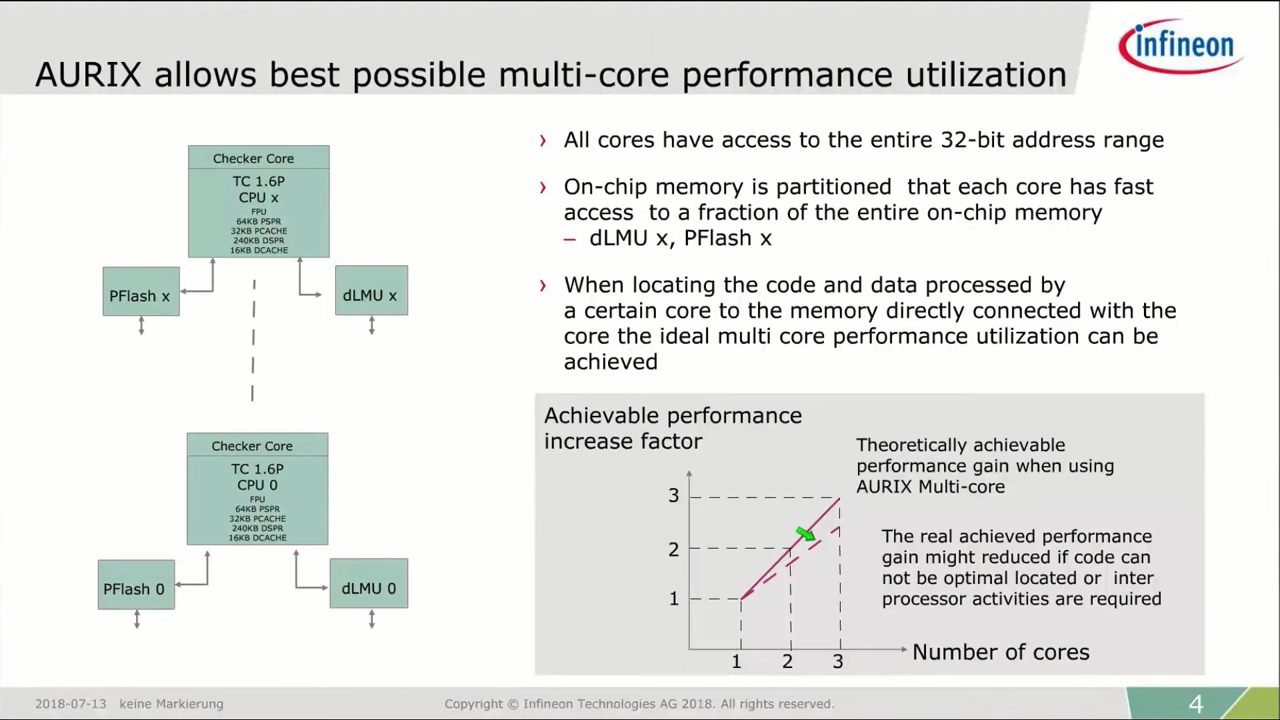 infineon
AURIX allows best possible multi-core performance utilization
Checker Core
TC 1.6P
CPU x
FPU
64KB PSPR
32KB PCACHE
240KB DSPR
16KB DCACHE
PFlash x
dLMU x
Checker Core
TC 1.6P
CPU 0
FPU
64KB PSPR
32KB PCACHE
240KB DSPR
16KB DCACHE
PFlash 0
dLMU 0
› All cores have access to the entire 32-bit address range
› On-chip memory is partitioned that each core has fast
access to a fraction of the entire on-chip memory
– dLMU x, PFlash x
› When locating the code and data processed by
a certain core to the memory directly connected with the
core the ideal multi core performance utilization can be
achieved
Achievable performance
increase factor
3
2
1
1 2 3
Number of cores
Theoretically achievable
performance gain when using
AURIX Multi-core
The real achieved performance
gain might reduced if code can
not be optimal located or inter
processor activities are required
2018-07-13 keine Markierung
Copyright © Infineon Technologies AG 2018. All rights reserved.
4